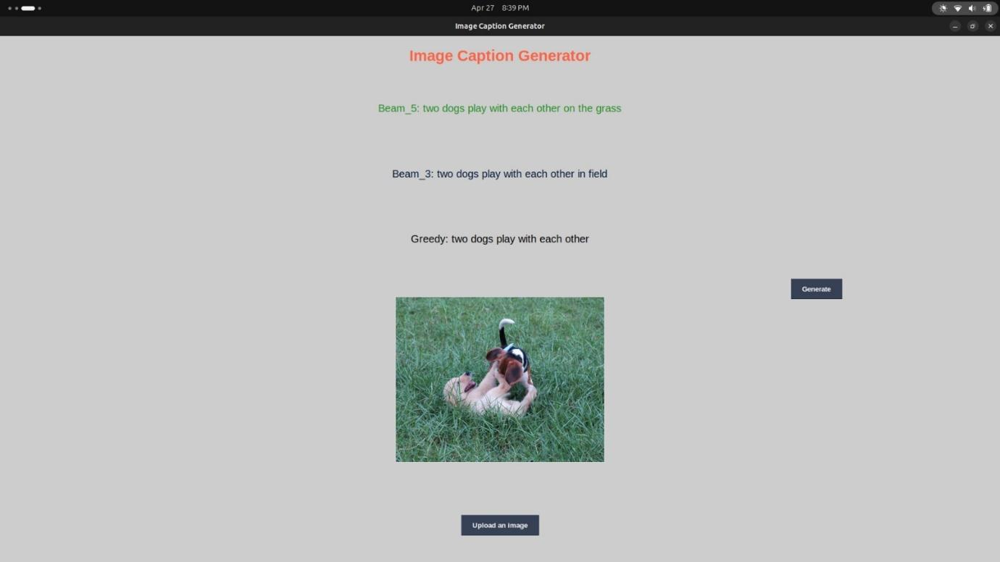 Apr 27 8:39 PM
Image Caption Generator
Image Caption Generator
Beam_5: two dogs play with each other on the grass
Beam_3: two dogs play with each other in field
Greedy: two dogs play with each other
Generate
Upload an image